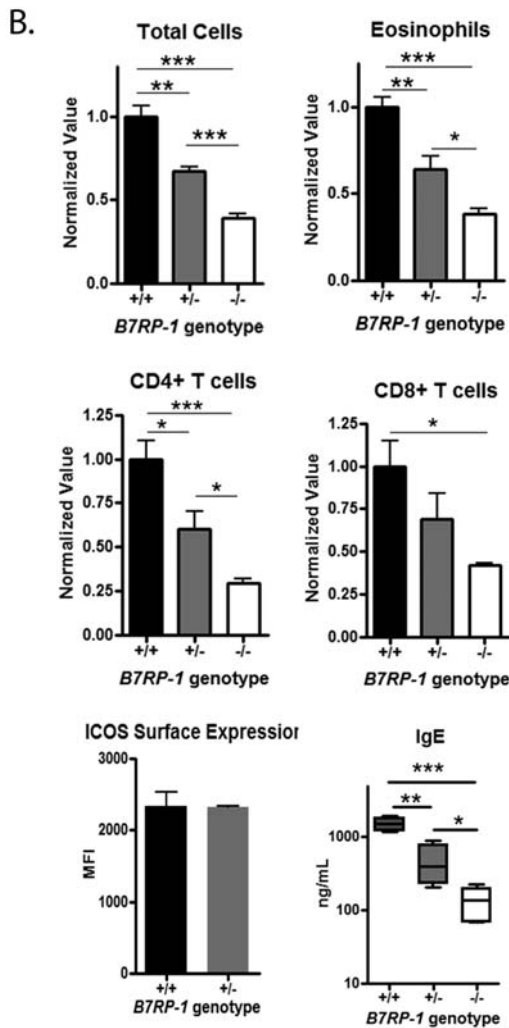 B.
Total Cells
Normalized Value
1.0
0.5
0.0
***
**
***
+/+ +/- -/-
B7RP-1 genotype
Eosinophils
Normalized Value
1.0
0.5
0.0
***
**
*
+/+ +/- -/-
B7RP-1 genotype
CD4+ T cells
Normalized Value
1.25
1.00
0.75
0.50
0.25
0.00
***
*
*
+/+ +/- -/-
B7RP-1 genotype
CD8+ T cells
Normalized Value
1.25
1.00
0.75
0.50
0.25
0.00
*
+/+ +/- -/-
B7RP-1 genotype
ICOS Surface Expression
MFI
3000
2000
1000
0
+/+ +/-
B7RP-1 genotype
IgE
ng/mL
1000
100
10
***
**
*
+/+ +/- -/-
B7RP-1 genotype